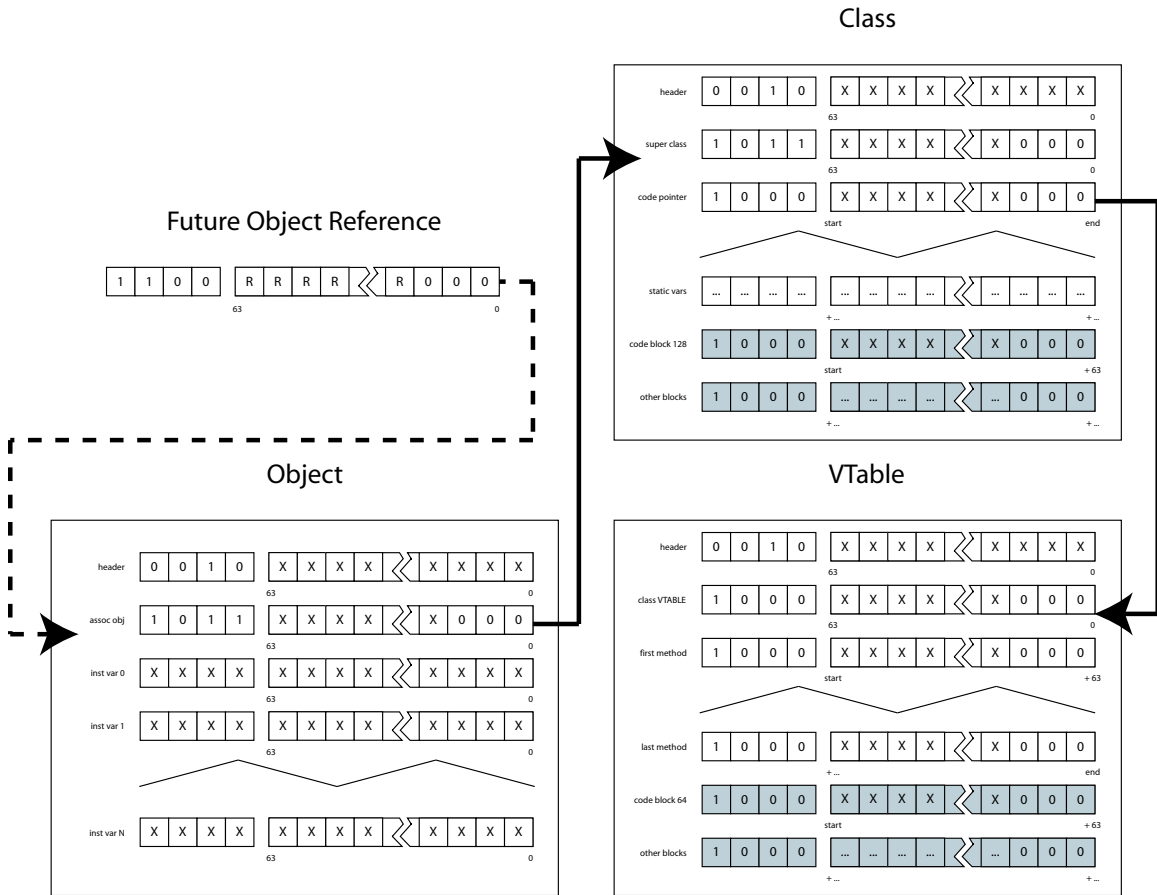 Class
header 0 0 1 0 X X X X X X X X
63 0
super class 1 0 1 1 X X X X X 0 0 0
63 0
code pointer 1 0 0 0 X X X X X 0 0 0
start end
static vars ... ... ... ... ... ... ... ... ... ... ... ...
+ ... + ...
code block 128 1 0 0 0 X X X X X 0 0 0
start + 63
other blocks 1 0 0 0 ... ... ... ... ... 0 0 0
+ ... + ...
Future Object Reference
1 1 0 0 R R R R R 0 0 0
63 0
Object
header 0 0 1 0 X X X X X X X X
63 0
assoc obj 1 0 1 1 X X X X X 0 0 0
63 0
inst var 0 X X X X X X X X X X X X
63 0
inst var 1 X X X X X X X X X X X X
63 0
inst var N X X X X X X X X X X X X
63 0
VTable
header 0 0 1 0 X X X X X X X X
63 0
class VTABLE 1 0 0 0 X X X X X 0 0 0
63 0
first method 1 0 0 0 X X X X X 0 0 0
start + 63
last method 1 0 0 0 X X X X X 0 0 0
+ ... end
code block 64 1 0 0 0 X X X X X 0 0 0
start + 63
other blocks 1 0 0 0 ... ... ... ... ... 0 0 0
+ ... + ...